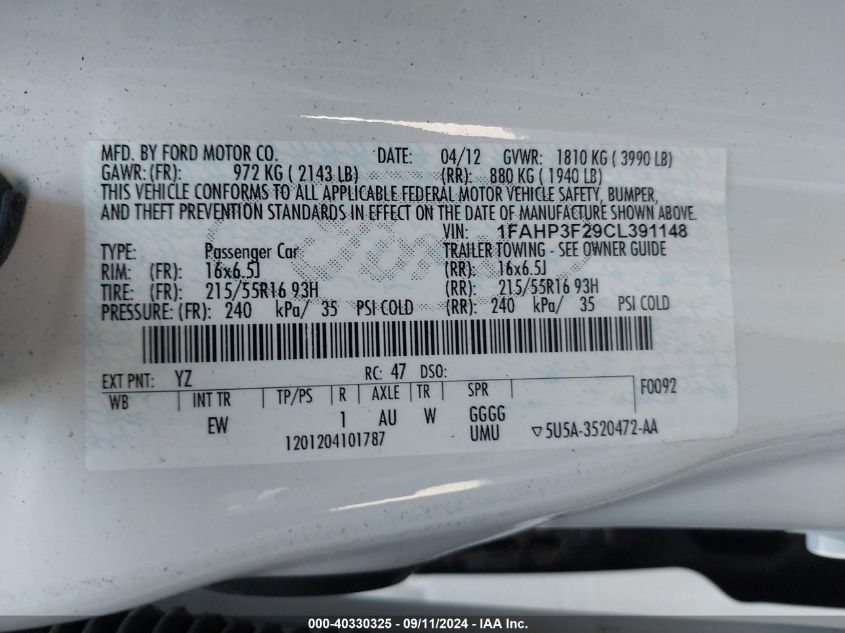 MFD. BY FORD MOTOR CO. DATE: 04/12 GVWR: 1810 KG ( 3990 LB)
GAWR: (FR): 972 KG ( 2143 LB) (RR): 880 KG ( 1940 LB)
THIS VEHICLE CONFORMS TO ALL APPLICABLE FEDERAL MOTOR VEHICLE SAFETY, BUMPER,
AND THEFT PREVENTION STANDARDS IN EFFECT ON THE DATE OF MANUFACTURE SHOWN ABOVE.
VIN: 1FAHP3F29CL391148
TYPE: Passenger Car TRAILER TOWING - SEE OWNER GUIDE
RIM: (FR): 16x6.5J (RR): 16x6.5J
TIRE: (FR): 215/55R16 93H (RR): 215/55R16 93H
PRESSURE: (FR): 240 kPa/ 35 PSI COLD (RR): 240 kPa/ 35 PSI COLD
EXT PNT: YZ RC: 47 DSO:
WB INT TR TP/PS R AXLE TR SPR F0092
EW 1 AU W GGGG
1201204101787 UMU ▽5U5A-3520472-AA
000-40330325 - 09/11/2024 - IAA Inc.